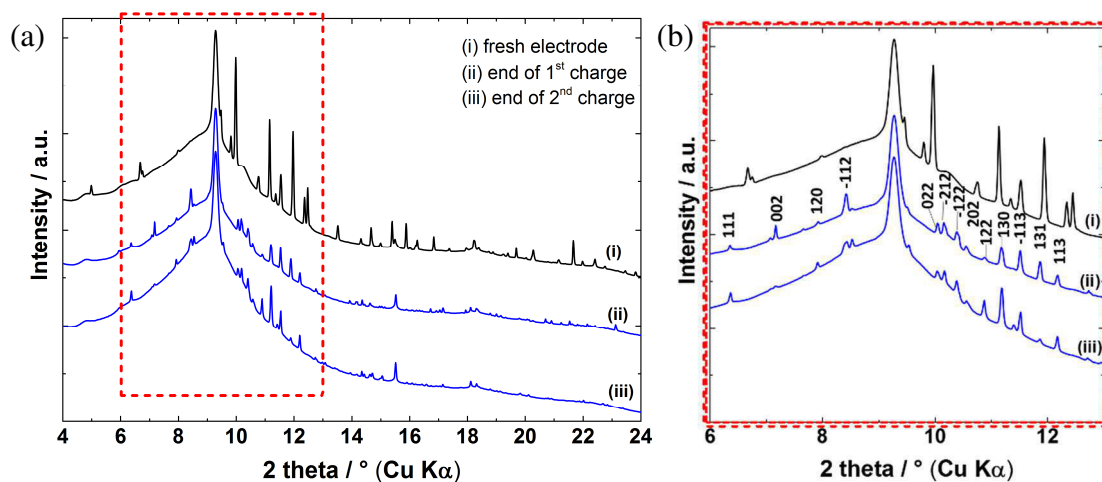 (a)
(i) fresh electrode
(ii) end of 1st charge
(iii) end of 2nd charge
Intensity / a.u.
(i)
(ii)
(iii)
4 6 8 10 12 14 16 18 20 22 24
2 theta / ° (Cu Kα)
(b)
Intensity / a.u.
111
002
120
-112
022
-212
-122
202
122
130
-113
131
113
(i)
(ii)
(iii)
6 8 10 12
2 theta / ° (Cu Kα)